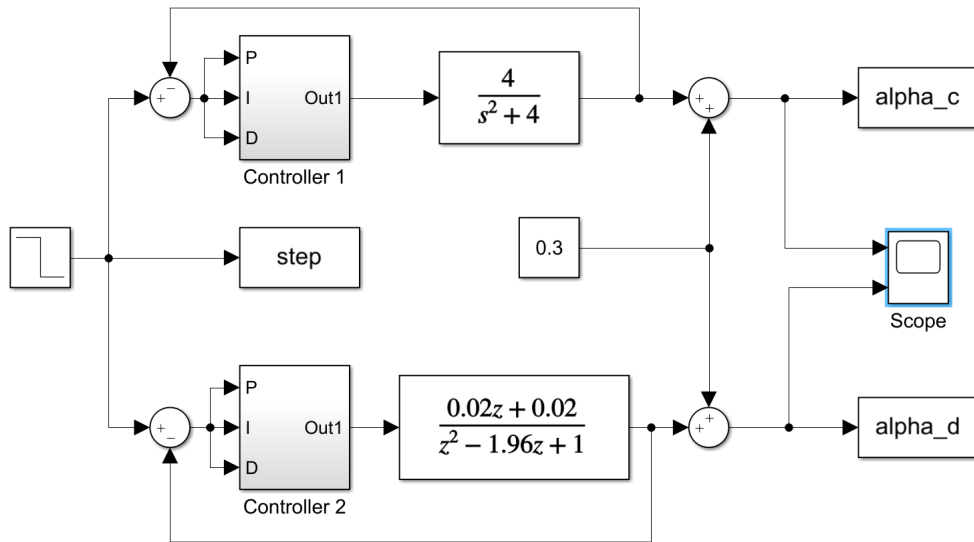 + −
P
I
D
Out1
Controller 1
4
s² + 4
+
+
alpha_c
step
0.3
Scope
+
−
P
I
D
Out1
Controller 2
0.02z + 0.02
z² − 1.96z + 1
+
+
alpha_d